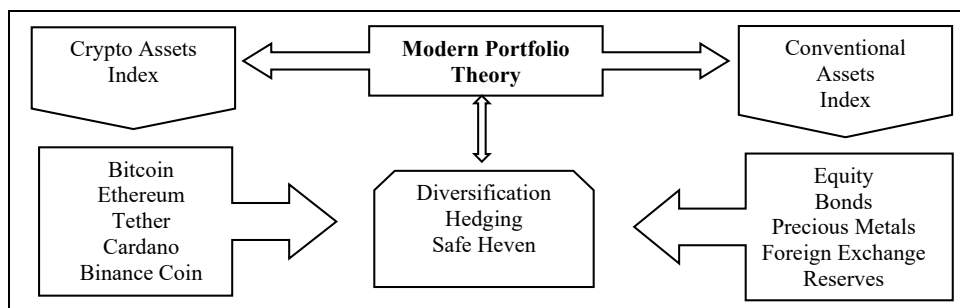 Crypto Assets
Index
Modern Portfolio
Theory
Conventional
Assets
Index
Bitcoin
Ethereum
Tether
Cardano
Binance Coin
Diversification
Hedging
Safe Heven
Equity
Bonds
Precious Metals
Foreign Exchange
Reserves